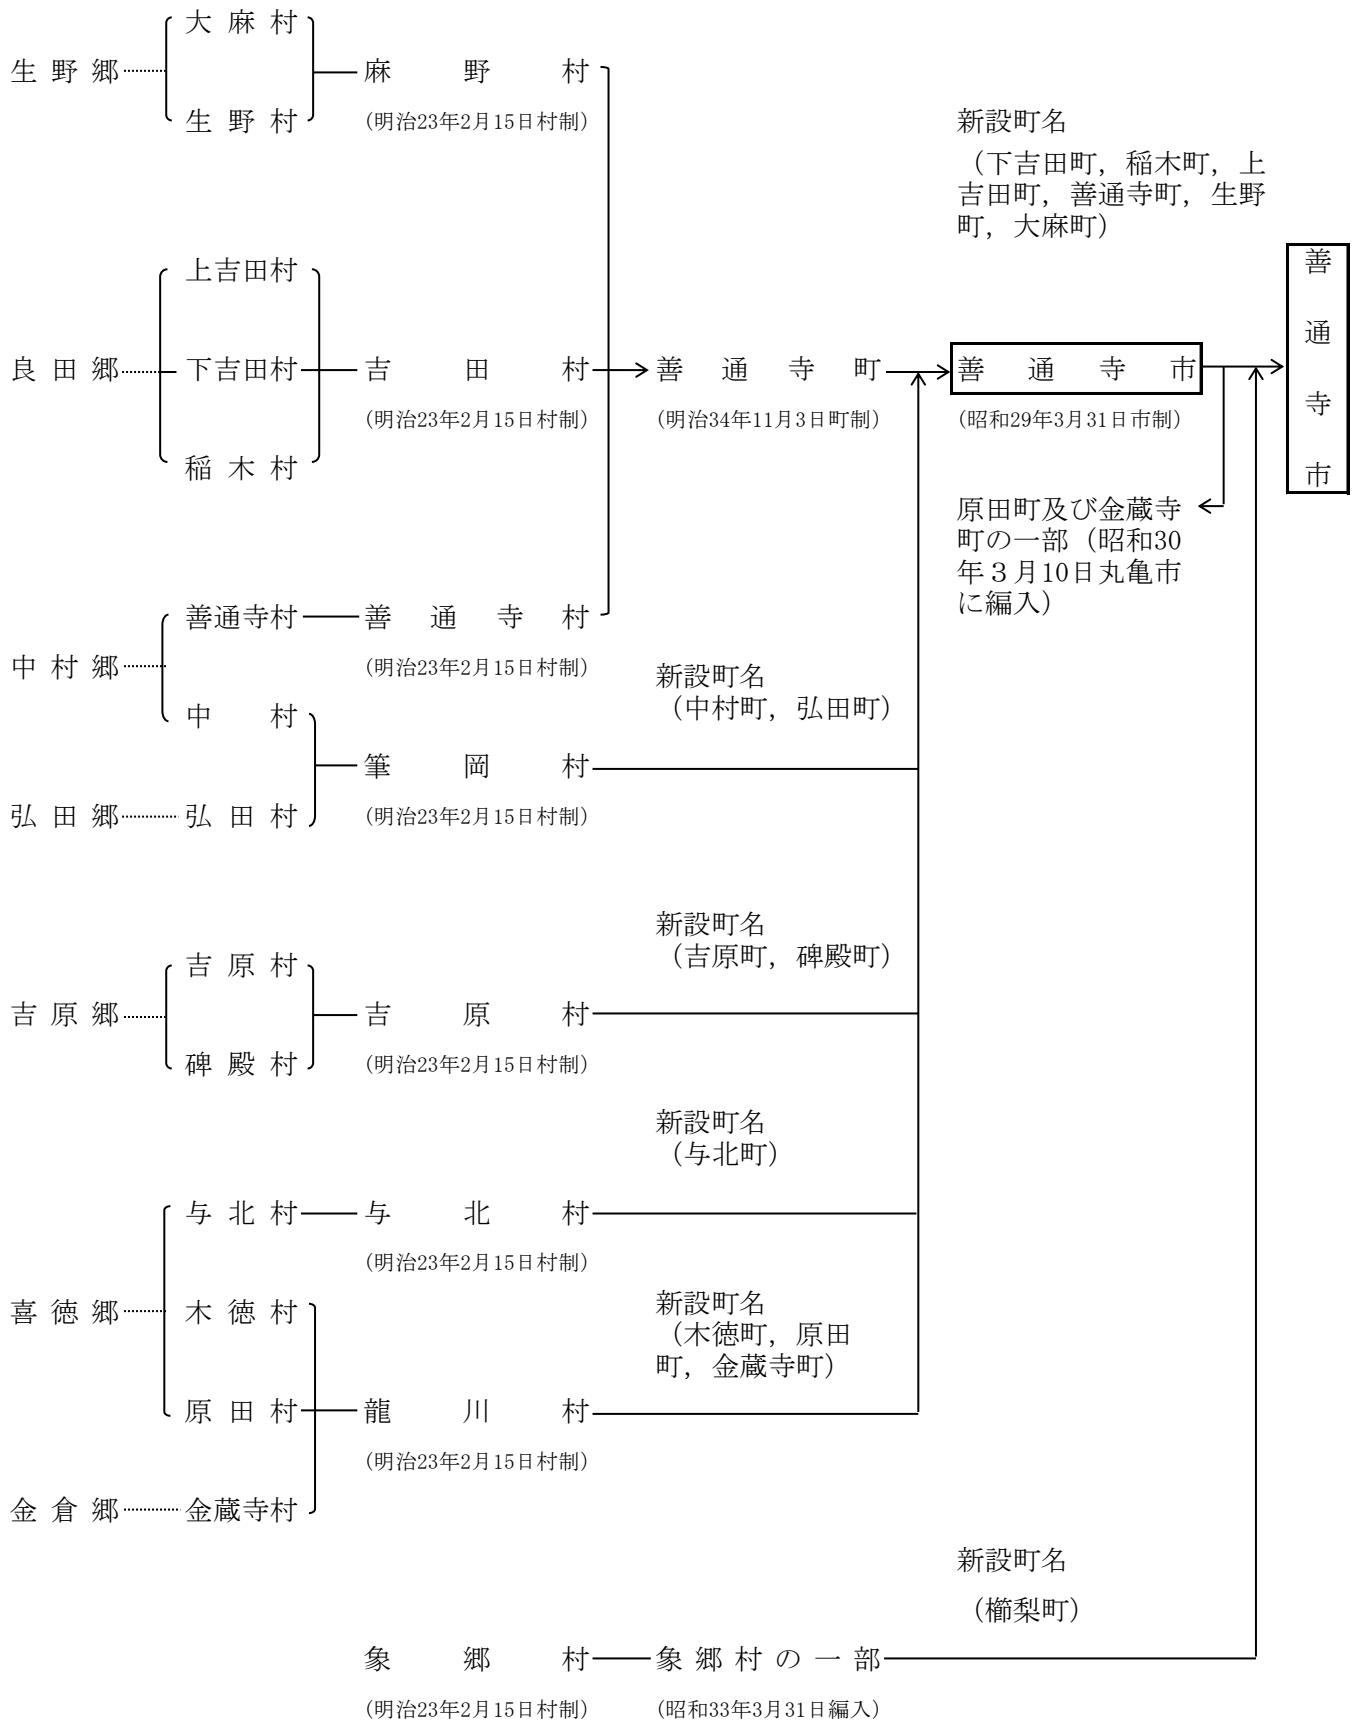 大麻村
生野郷
麻野村
生野村
(明治23年2月15日村制)
新設町名
（下吉田町，稲木町，上
吉田町，善通寺町，生野
町，大麻町）
上吉田村
良田郷
下吉田村
吉田村
善通寺町
善通寺市
善通寺市
(明治23年2月15日村制)
(明治34年11月3日町制)
(昭和29年3月31日市制)
稲木村
原田町及び金蔵寺
町の一部（昭和30
年３月10日丸亀市
に編入）
善通寺村
善通寺村
中村郷
(明治23年2月15日村制)
新設町名
（中村町，弘田町）
中村
筆岡村
弘田郷
弘田村
(明治23年2月15日村制)
新設町名
（吉原町，碑殿町）
吉原村
吉原郷
吉原村
碑殿村
(明治23年2月15日村制)
新設町名
（与北町）
与北村
与北村
(明治23年2月15日村制)
喜徳郷
木徳村
新設町名
（木徳町，原田
町，金蔵寺町）
原田村
龍川村
(明治23年2月15日村制)
金倉郷
金蔵寺村
新設町名
（櫛梨町）
象郷村
象郷村の一部
(明治23年2月15日村制)
(昭和33年3月31日編入)